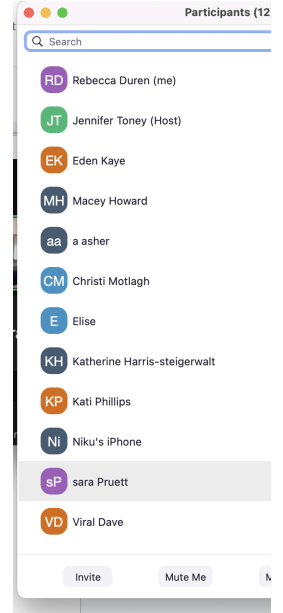 Participants (12
Search
RD Rebecca Duren (me)
JT Jennifer Toney (Host)
EK Eden Kaye
MH Macey Howard
aa a asher
CM Christi Motlagh
E Elise
KH Katherine Harris-steigerwalt
KP Kati Phillips
Ni Niku's iPhone
sP sara Pruett
VD Viral Dave
Invite Mute Me M